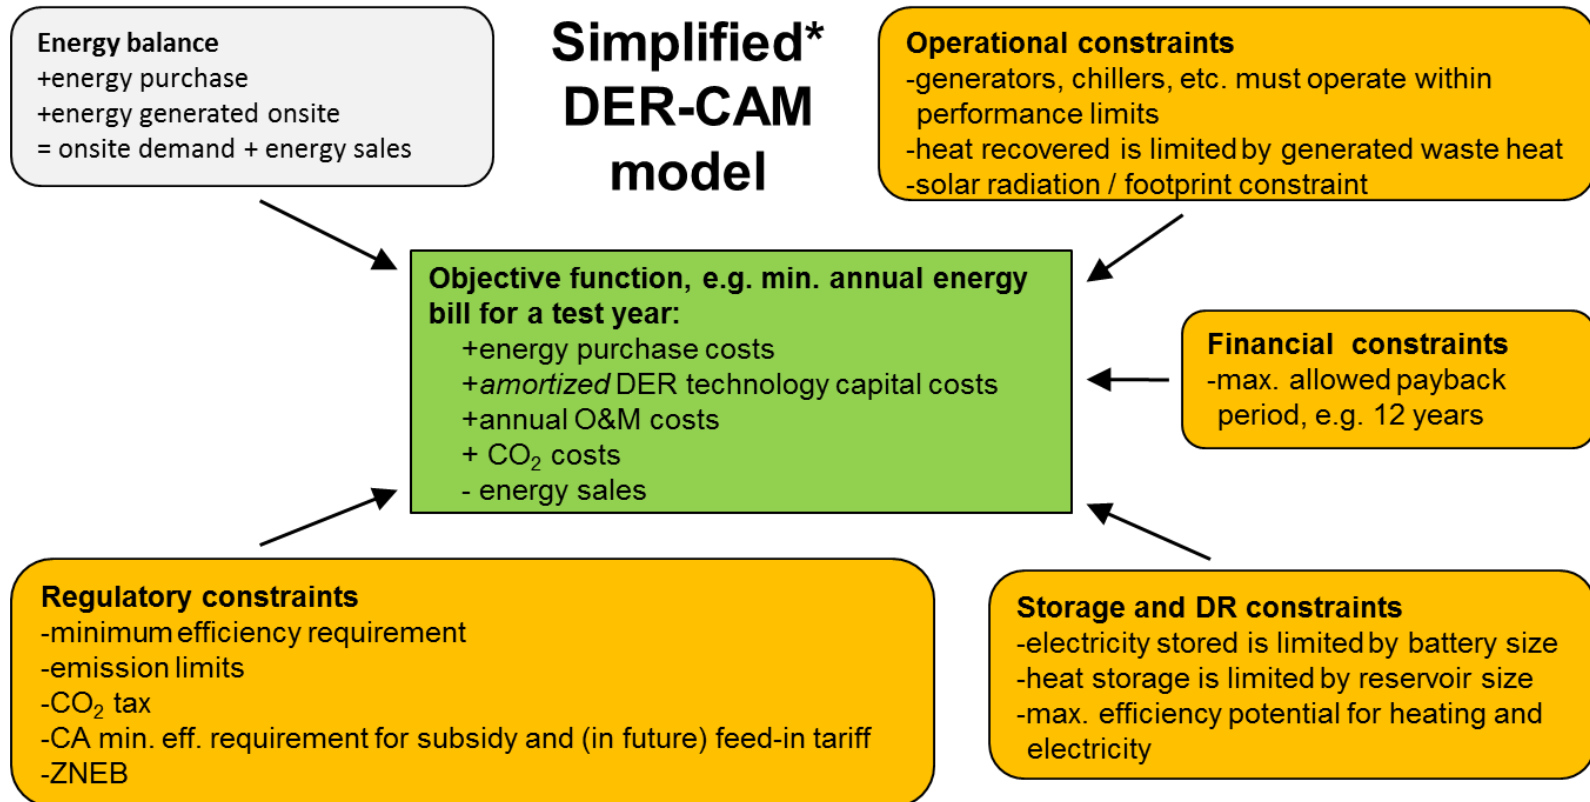 Energy balance
+energy purchase
+energy generated onsite
= onsite demand + energy sales
Simplified*
DER-CAM
model
Operational constraints
-generators, chillers, etc. must operate within
performance limits
-heat recovered is limited by generated waste heat
-solar radiation / footprint constraint
Objective function, e.g. min. annual energy
bill for a test year:
+energy purchase costs
+amortized DER technology capital costs
+annual O&M costs
+ CO₂ costs
- energy sales
Financial constraints
-max. allowed payback
period, e.g. 12 years
Regulatory constraints
-minimum efficiency requirement
-emission limits
-CO₂ tax
-CA min. eff. requirement for subsidy and (in future) feed-in tariff
-ZNEB
Storage and DR constraints
-electricity stored is limited by battery size
-heat storage is limited by reservoir size
-max. efficiency potential for heating and
electricity